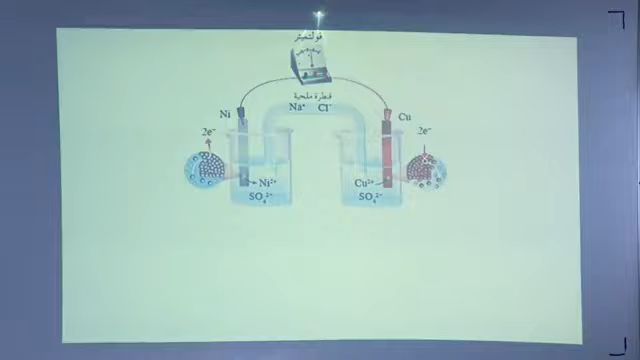 فولتميتر
قنطرة ملحية
Na⁺ Cl⁻
Ni
Cu
2e⁻
2e⁻
Ni²⁺
SO₄²⁻
Cu²⁺
SO₄²⁻